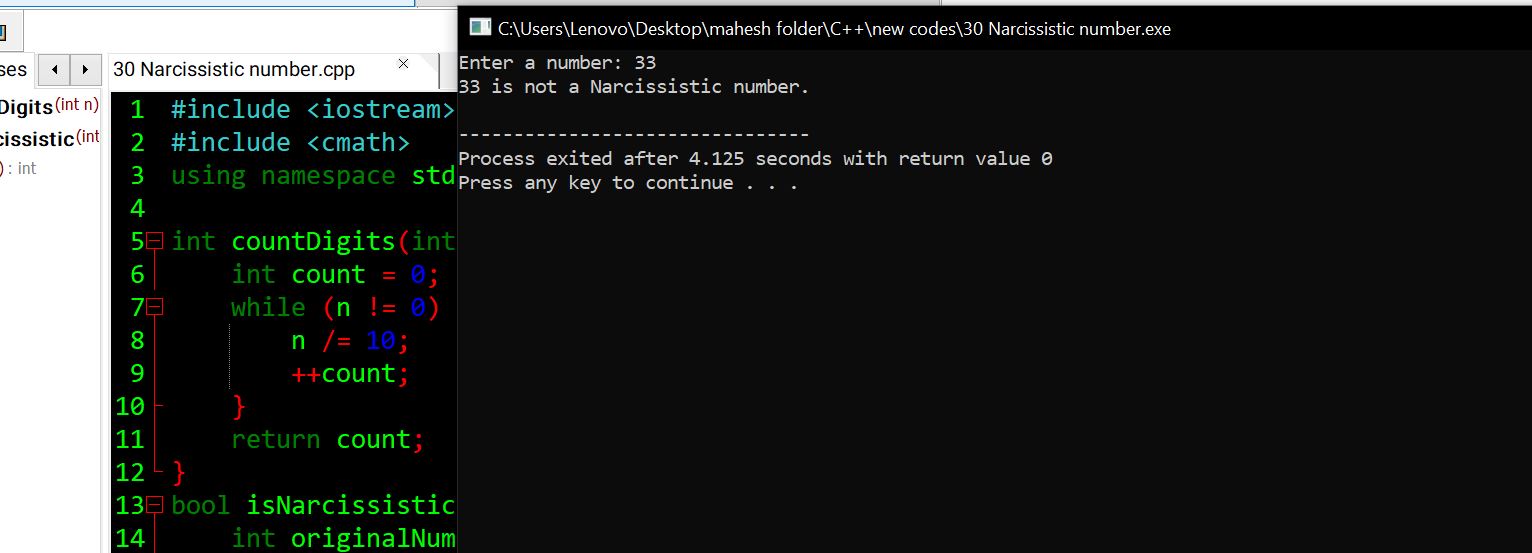 C:\Users\Lenovo\Desktop\mahesh folder\C++\new codes\30 Narcissistic number.exe
Enter a number: 33
33 is not a Narcissistic number.
--------------------------------
Process exited after 4.125 seconds with return value 0
Press any key to continue . . .
ses
30 Narcissistic number.cpp
Digits(int n)
cissistic(int
) : int
1 #include <iostream>
2 #include <cmath>
3 using namespace std
4
5 int countDigits(int
6 int count = 0;
7 while (n != 0)
8 n /= 10;
9 ++count;
10 }
11 return count;
12 }
13 bool isNarcissistic
14 int originalNum